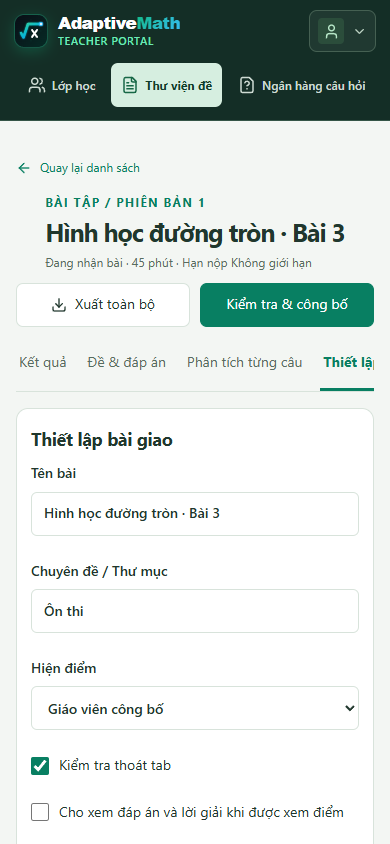 AdaptiveMath
TEACHER PORTAL
Lớp học
Thư viện đề
Ngân hàng câu hỏi
Quay lại danh sách
BÀI TẬP / PHIÊN BẢN 1
Hình học đường tròn · Bài 3
Đang nhận bài · 45 phút · Hạn nộp Không giới hạn
Xuất toàn bộ
Kiểm tra & công bố
Kết quả
Đề & đáp án
Phân tích từng câu
Thiết lập
Thiết lập bài giao
Tên bài
Hình học đường tròn · Bài 3
Chuyên đề / Thư mục
Ôn thi
Hiện điểm
Giáo viên công bố
Kiểm tra thoát tab
Cho xem đáp án và lời giải khi được xem điểm